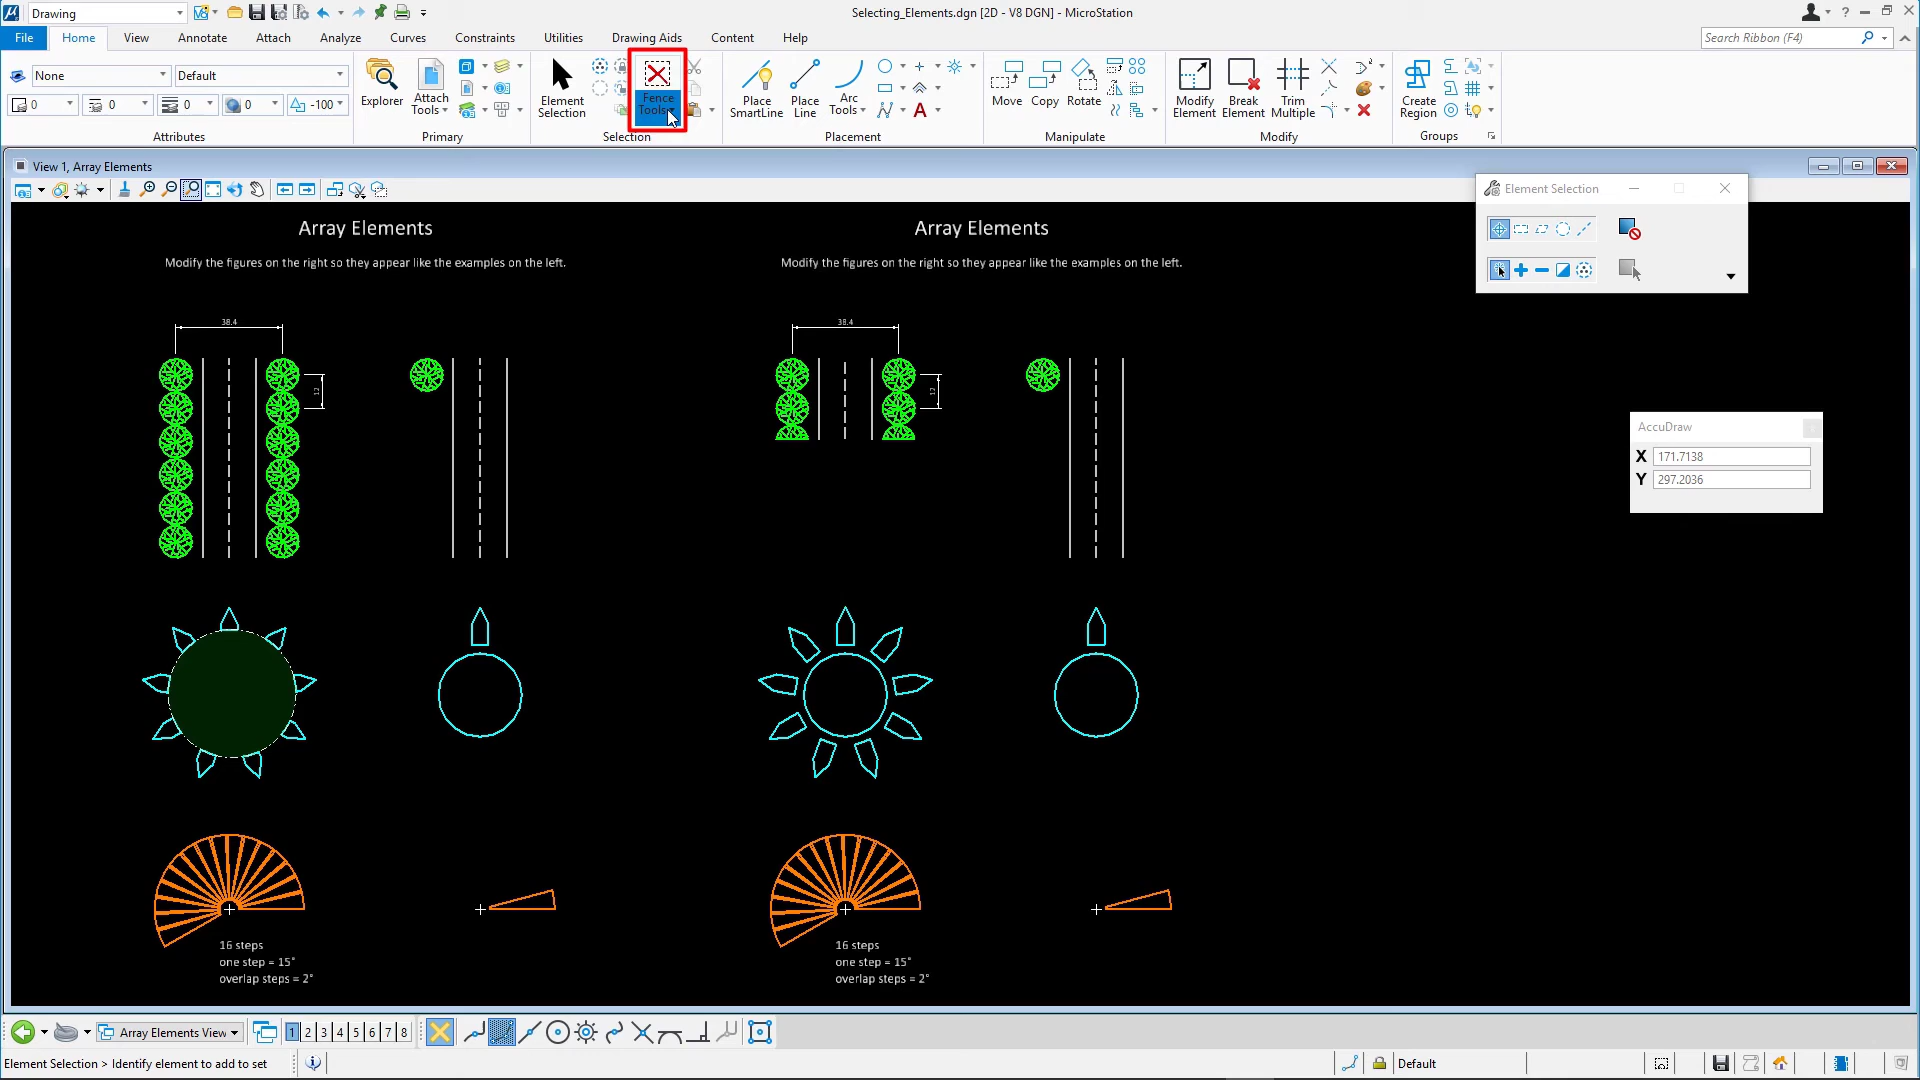 Drawing
Selecting_Elements.dgn [2D - V8 DGN] - MicroStation
File
Home
View
Annotate
Attach
Analyze
Curves
Constraints
Utilities
Drawing Aids
Content
Help
Search Ribbon (F4)
None
Default
0
0
0
0
-100
Attributes
Explorer
Attach Tools
Primary
Element Selection
Fence Tools
Selection
Place SmartLine
Place Line
Arc Tools
Placement
Move
Copy
Rotate
Manipulate
Modify Element
Break Element
Trim Multiple
Modify
Create Region
Groups
View 1, Array Elements
Element Selection
Array Elements
Modify the figures on the right so they appear like the examples on the left.
Array Elements
Modify the figures on the right so they appear like the examples on the left.
38.4
12
38.4
12
AccuDraw
X 171.7138
Y 297.2036
16 steps
one step = 15°
overlap steps = 2°
16 steps
one step = 15°
overlap steps = 2°
Array Elements View
1 2 3 4 5 6 7 8
Element Selection > Identify element to add to set
Default